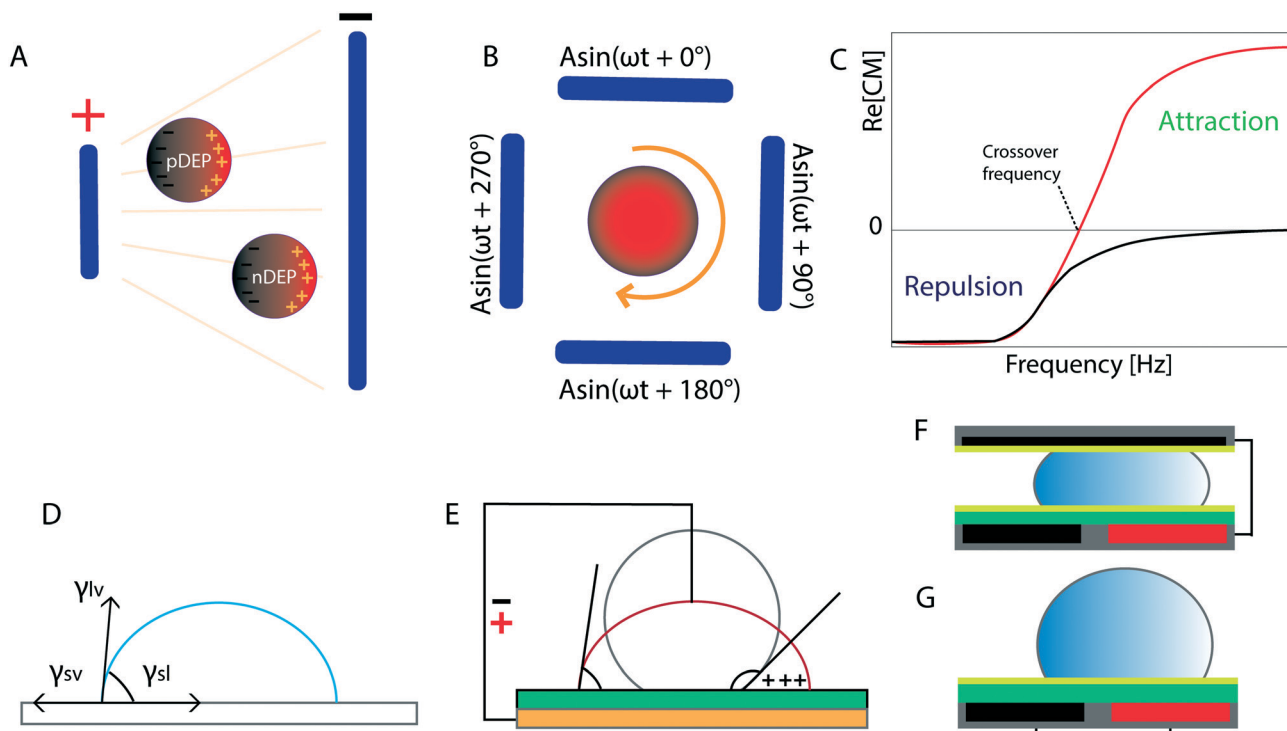 A
−
+
− − − − −
pDEP
+ + + + +
− − − − −
nDEP
+ + + + +
B
Asin(ωt + 0°)
Asin(ωt + 270°)
Asin(ωt + 90°)
Asin(ωt + 180°)
C
Re[CM]
Attraction
Crossover
frequency
0
Repulsion
Frequency [Hz]
D
γlv
γsv
γsl
E
−
+
+++
F
G